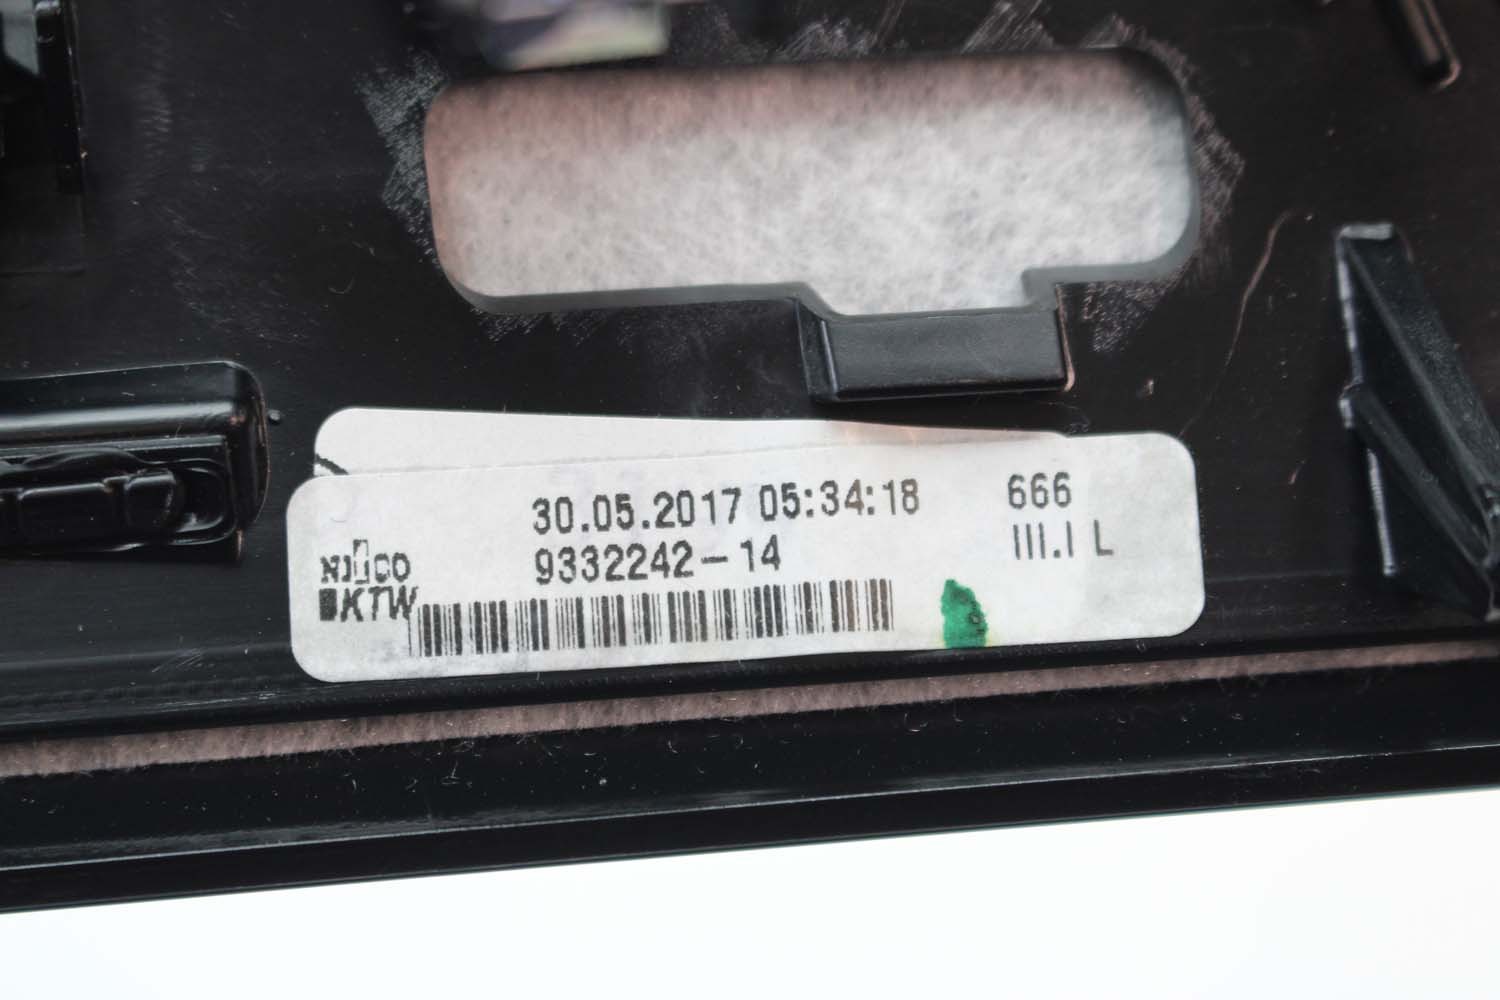 30.05.2017 05:34:18 666
9332242-14 III.I L
KTW